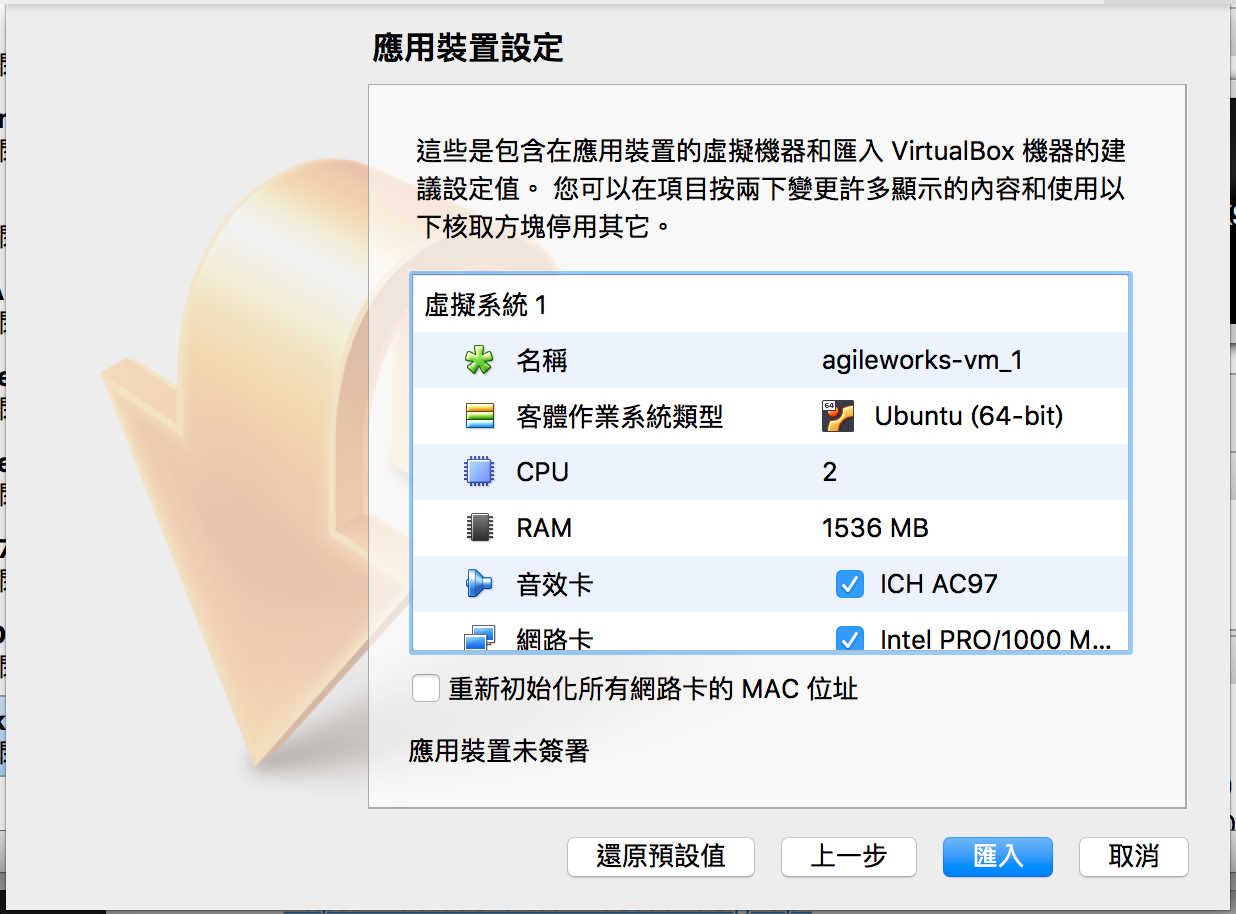 應用裝置設定
這些是包含在應用裝置的虛擬機器和匯入 VirtualBox 機器的建
議設定值。 您可以在項目按兩下變更許多顯示的內容和使用以
下核取方塊停用其它。
虛擬系統 1
名稱 agileworks-vm_1
客體作業系統類型 64 Ubuntu (64-bit)
CPU 2
RAM 1536 MB
音效卡 ICH AC97
網路卡 Intel PRO/1000 M...
重新初始化所有網路卡的 MAC 位址
應用裝置未簽署
還原預設值 上一步 匯入 取消